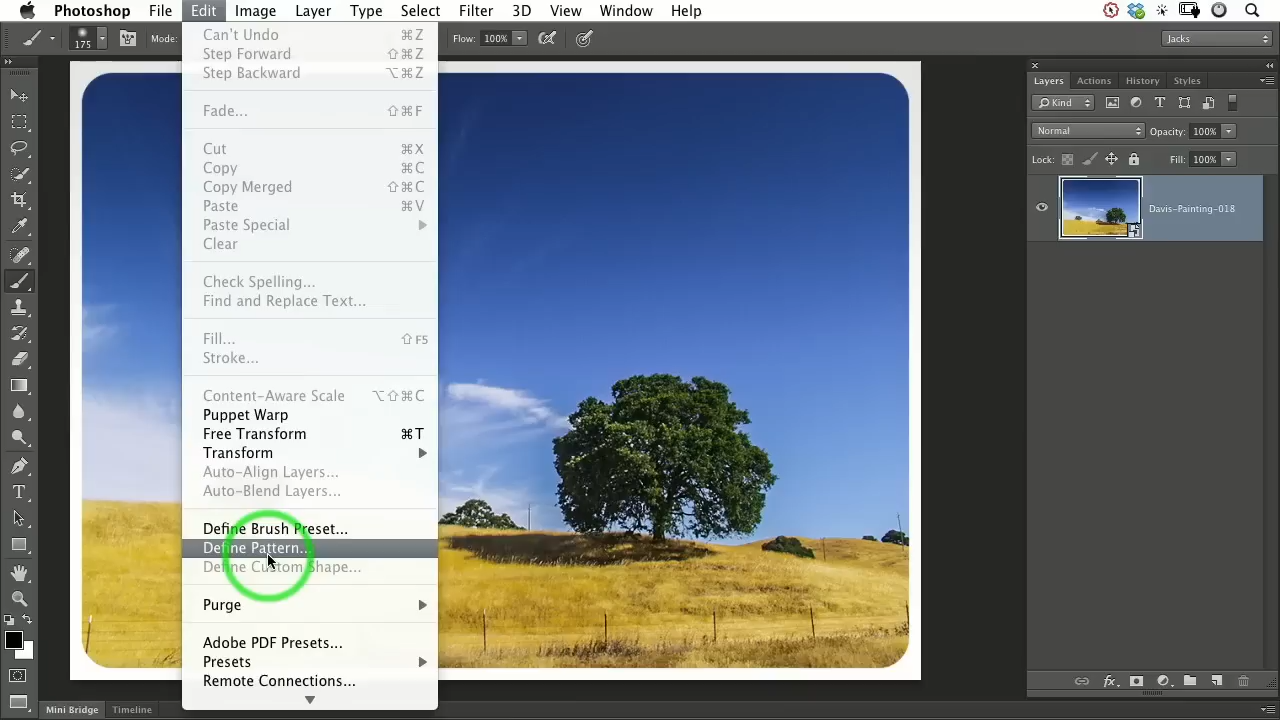 Photoshop File Edit Image Layer Type Select Filter 3D View Window Help
175 Mode: Flow: 100% Jacks
Can't Undo ⌘Z
Step Forward ⇧⌘Z
Step Backward ⌥⌘Z
Fade... ⇧⌘F
Cut ⌘X
Copy ⌘C
Copy Merged ⇧⌘C
Paste ⌘V
Paste Special
Clear
Check Spelling...
Find and Replace Text...
Fill... ⇧F5
Stroke...
Content-Aware Scale ⌥⇧⌘C
Puppet Warp
Free Transform ⌘T
Transform
Auto-Align Layers...
Auto-Blend Layers...
Define Brush Preset...
Define Pattern...
Define Custom Shape...
Purge
Adobe PDF Presets...
Presets
Remote Connections...
Layers Actions History Styles
Kind
Normal Opacity: 100%
Lock: Fill: 100%
Davis-Painting-018
Mini Bridge Timeline